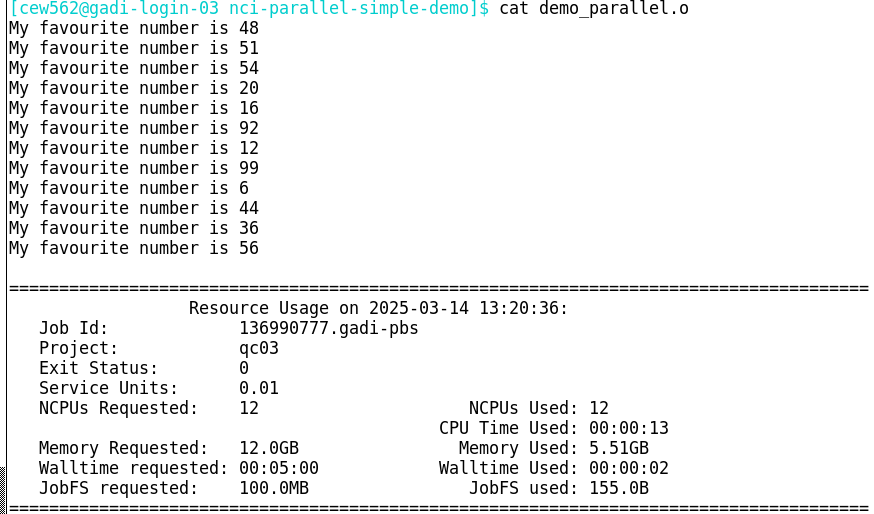 [cew562@gadi-login-03 nci-parallel-simple-demo]$ cat demo_parallel.o
My favourite number is 48
My favourite number is 51
My favourite number is 54
My favourite number is 20
My favourite number is 16
My favourite number is 92
My favourite number is 12
My favourite number is 99
My favourite number is 6
My favourite number is 44
My favourite number is 36
My favourite number is 56

======================================================================================
                  Resource Usage on 2025-03-14 13:20:36:
   Job Id:             136990777.gadi-pbs
   Project:            qc03
   Exit Status:        0
   Service Units:      0.01
   NCPUs Requested:    12                     NCPUs Used: 12
                                           CPU Time Used: 00:00:13
   Memory Requested:   12.0GB                Memory Used: 5.51GB
   Walltime requested: 00:05:00            Walltime Used: 00:00:02
   JobFS requested:    100.0MB                JobFS used: 155.0B
======================================================================================